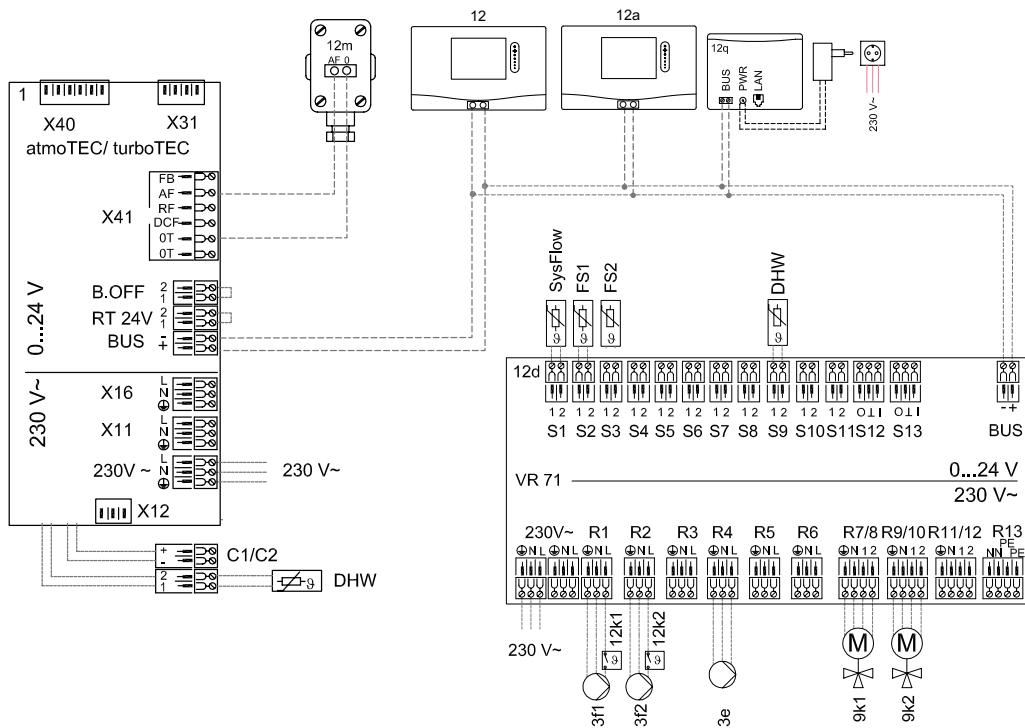 12
12a
12m
AF 0
12q
BUS
PWR
LAN
230 V~
1
X40
X31
atmoTEC/ turboTEC
X41
FB
AF
RF
DCF
0T
0T
0...24 V
B.OFF
2
1
RT 24V
2
1
BUS
-
+
230 V~
X16
L
N
X11
L
N
230V ~
L
N
230 V~
X12
+
-
C1/C2
2
1
ϑ
DHW
SysFlow
FS1
FS2
DHW
ϑ
ϑ
ϑ
ϑ
12d
1 2
1 2
1 2
1 2
1 2
1 2
1 2
1 2
1 2
1 2
1 2
O⊥I
O⊥I
- +
S1 S2 S3 S4 S5 S6 S7 S8 S9 S10 S11 S12 S13
BUS
VR 71
0...24 V
230 V~
230V~ R1 R2 R3 R4 R5 R6 R7/8 R9/10 R11/12 R13
N L
N L
N L
N L
N L
N L
N L
N L
N 1 2
N 1 2
N 1 2
N N PE PE
230 V~
12k1
ϑ
12k2
ϑ
M
M
3f1
3f2
3e
9k1
9k2